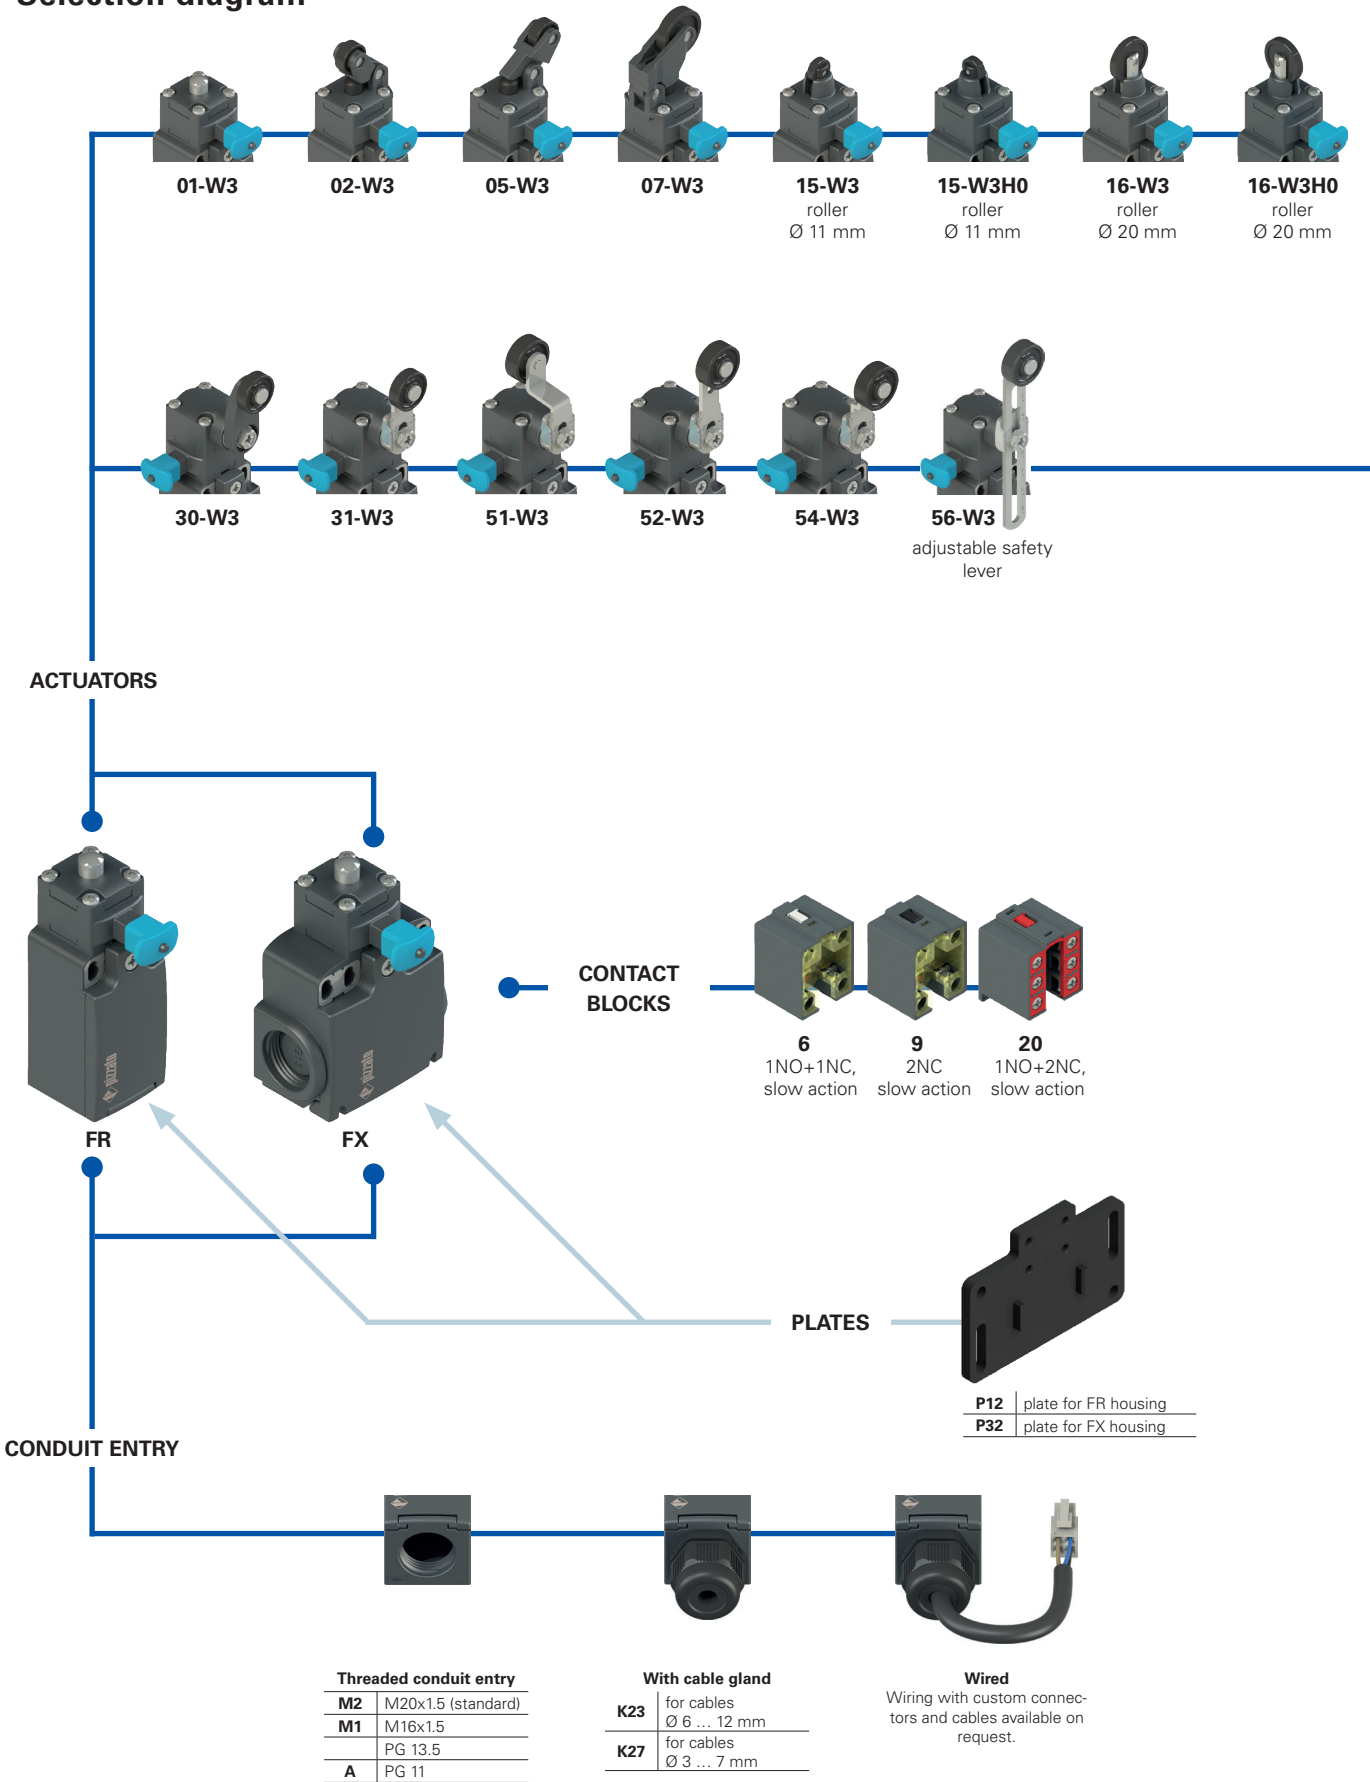 Selection diagram
01-W3
02-W3
05-W3
07-W3
15-W3
roller
Ø 11 mm
15-W3H0
roller
Ø 11 mm
16-W3
roller
Ø 20 mm
16-W3H0
roller
Ø 20 mm
30-W3
31-W3
51-W3
52-W3
54-W3
56-W3
adjustable safety
lever
ACTUATORS
pizzato
pizzato
FR
FX
CONTACT
BLOCKS
6
1NO+1NC,
slow action
9
2NC
slow action
20
1NO+2NC,
slow action
PLATES
P12 plate for FR housing
P32 plate for FX housing
CONDUIT ENTRY
Threaded conduit entry
M2 M20x1.5 (standard)
M1 M16x1.5
PG 13.5
A PG 11
With cable gland
K23 for cables
Ø 6 … 12 mm
K27 for cables
Ø 3 … 7 mm
Wired
Wiring with custom connec-
tors and cables available on
request.